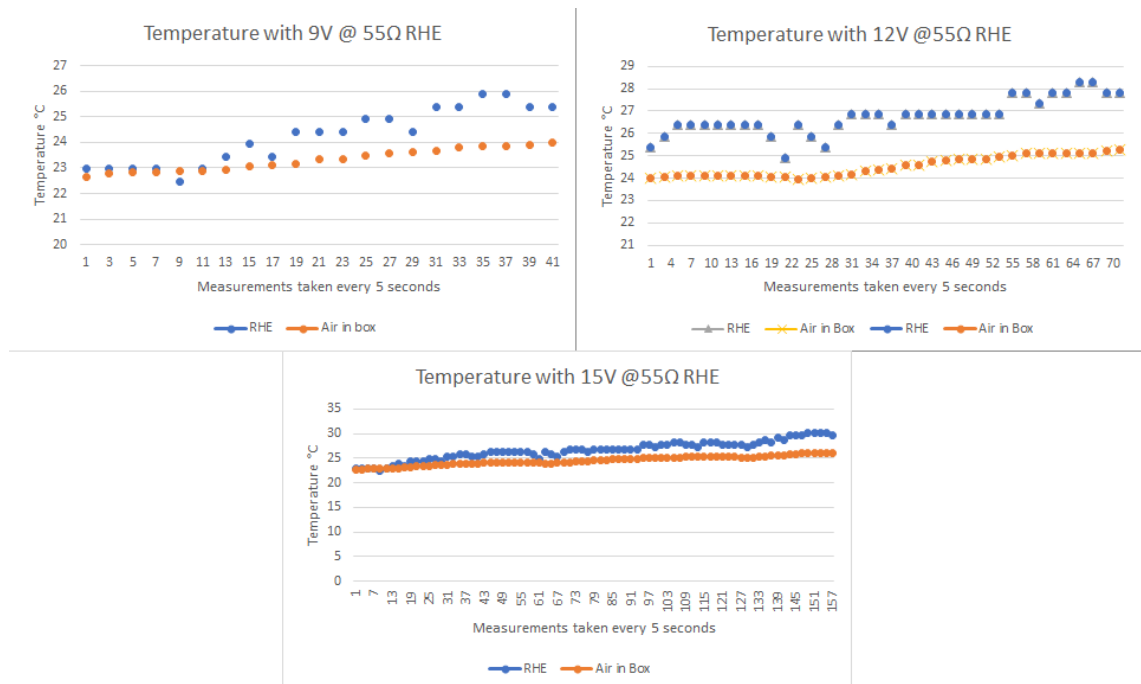 Temperature with 9V @ 55Ω RHE
Temperature °C
27
26
25
24
23
22
21
20
1 3 5 7 9 11 13 15 17 19 21 23 25 27 29 31 33 35 37 39 41
Measurements taken every 5 seconds
RHE Air in box
Temperature with 12V @55Ω RHE
Temperature °C
29
28
27
26
25
24
23
22
21
1 4 7 10 13 16 19 22 25 28 31 34 37 40 43 46 49 52 55 58 61 64 67 70
Measurements taken every 5 seconds
RHE Air in Box RHE Air in Box
Temperature with 15V @55Ω RHE
Temperature °C
35
30
25
20
15
10
5
0
1 7 13 19 25 31 37 43 49 55 61 67 73 79 85 91 97 103 109 115 121 127 133 139 145 151 157
Measurements taken every 5 seconds
RHE Air in Box